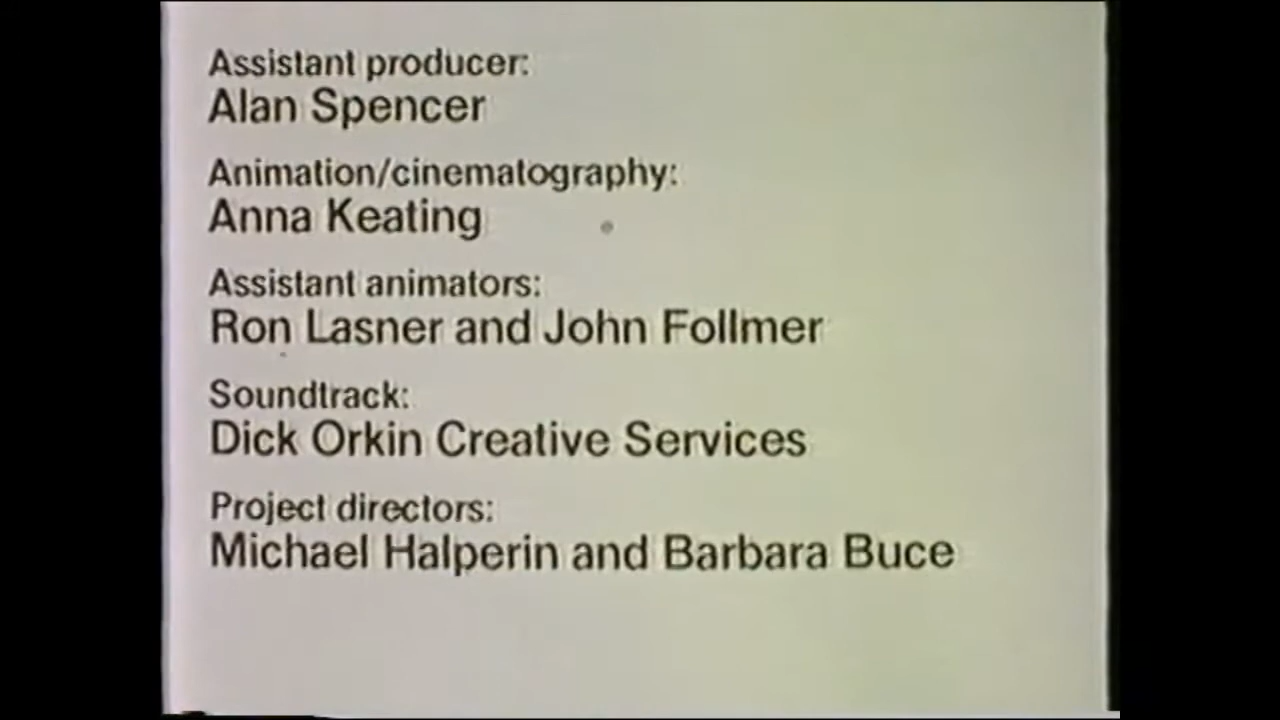 Assistant producer:
Alan Spencer
Animation/cinematography:
Anna Keating
Assistant animators:
Ron Lasner and John Follmer
Soundtrack:
Dick Orkin Creative Services
Project directors:
Michael Halperin and Barbara Buce